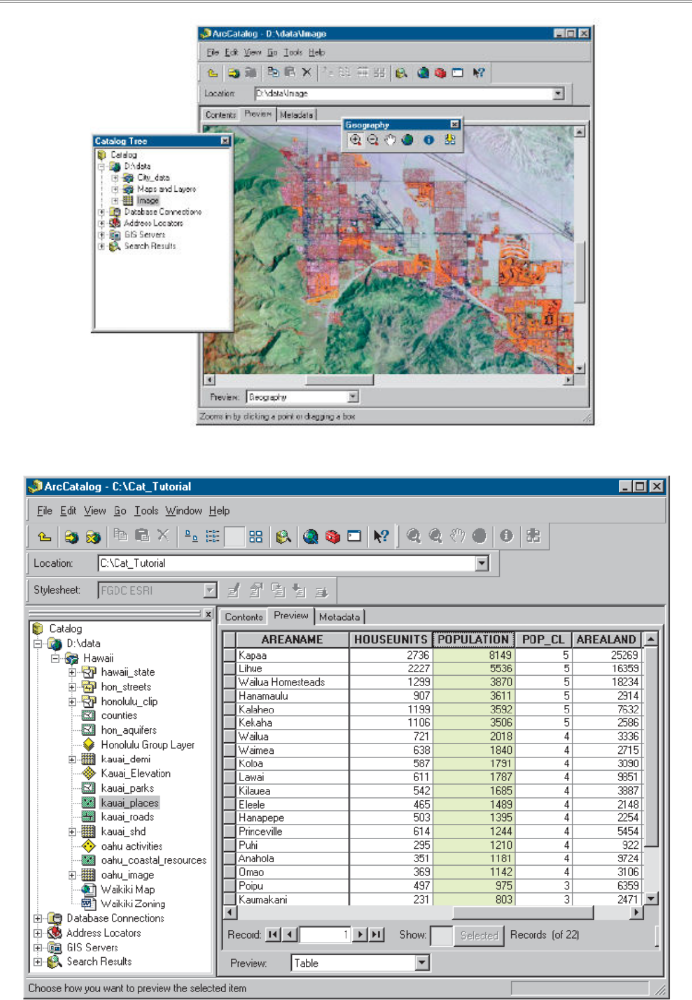 ArcCatalog - D:\data\Image
File Edit View Go Tools Help
Location: D:\data\Image
Contents Preview Metadata
Geography
Catalog Tree
Catalog
D:\data
City_data
Maps and Layers
Image
Database Connections
Address Locators
GIS Servers
Search Results
Preview: Geography
Zooms in by clicking a point or dragging a box
ArcCatalog - C:\Cat_Tutorial
File Edit View Go Tools Window Help
Location: C:\Cat_Tutorial
Stylesheet: FGDC ESRI
Catalog
D:\data
Hawaii
hawaii_state
hon_streets
honolulu_clip
counties
hon_aquifers
Honolulu Group Layer
kauai_demi
Kauai_Elevation
kauai_parks
kauai_places
kauai_roads
kauai_shd
oahu activities
oahu_coastal_resources
oahu_image
Waikiki Map
Waikiki Zoning
Database Connections
Address Locators
GIS Servers
Search Results
Contents Preview Metadata
AREANAME HOUSEUNITS POPULATION POP_CL AREALAND
Kapaa 2736 8149 5 25269
Lihue 2227 5536 5 16359
Wailua Homesteads 1299 3870 5 18234
Hanamaulu 907 3611 5 2914
Kalaheo 1199 3592 5 7632
Kekaha 1106 3506 5 2586
Wailua 721 2018 4 3336
Waimea 638 1840 4 2715
Koloa 587 1791 4 3090
Lawai 611 1787 4 9851
Kilauea 542 1685 4 3887
Eleele 465 1489 4 2148
Hanapepe 503 1395 4 2254
Princeville 614 1244 4 5454
Puhi 295 1210 4 922
Anahola 351 1181 4 9724
Omao 369 1142 4 3106
Poipu 497 975 3 6359
Kaumakani 231 803 3 2471
Record: 1 Show: Selected Records (of 22)
Preview: Table
Choose how you want to preview the selected item